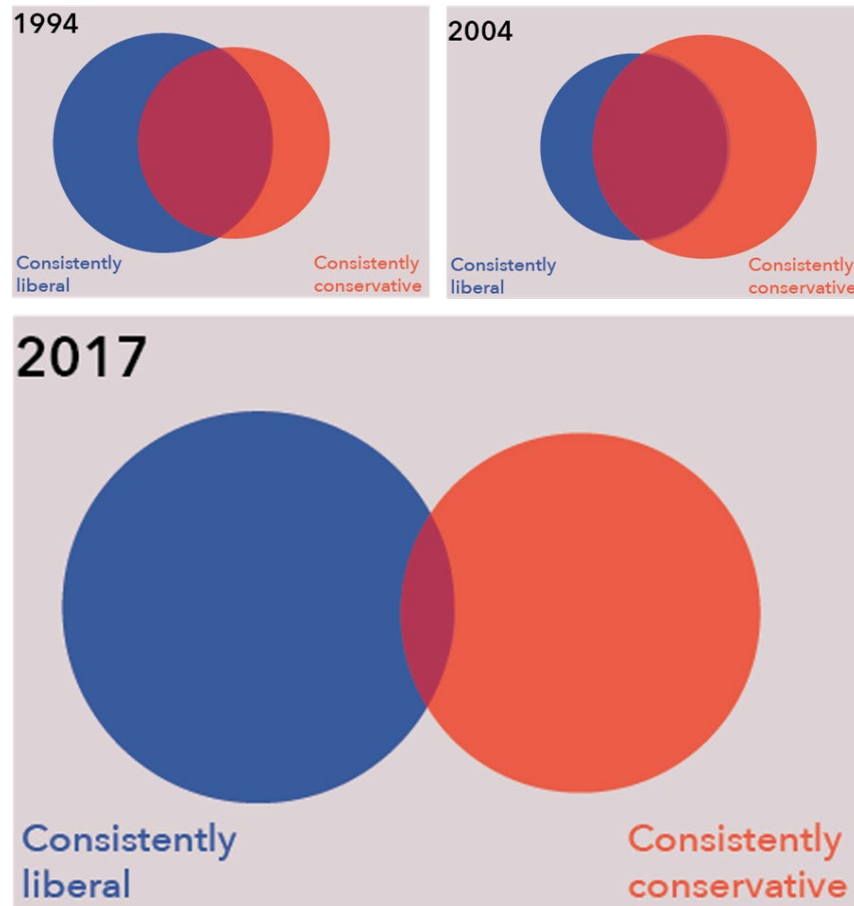 1994
Consistently
liberal
Consistently
conservative
2004
Consistently
liberal
Consistently
conservative
2017
Consistently
liberal
Consistently
conservative